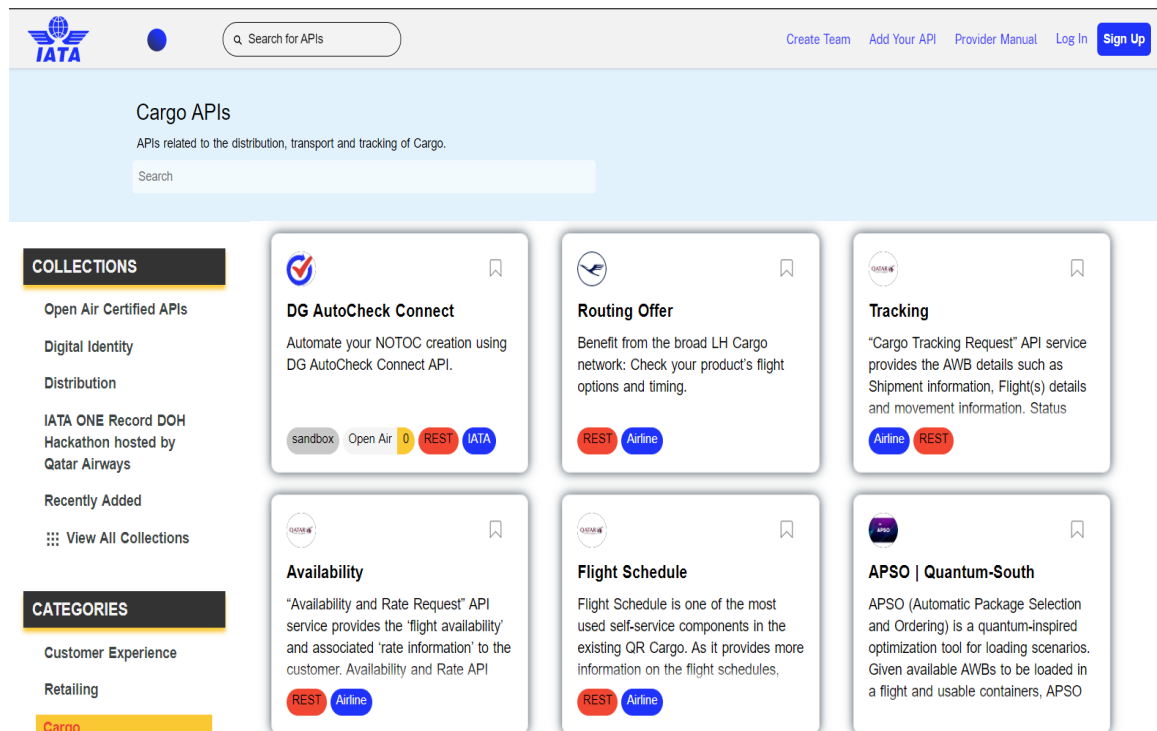 IATA
Search for APIs
Create Team
Add Your API
Provider Manual
Log In
Sign Up
Cargo APIs
APIs related to the distribution, transport and tracking of Cargo.
Search
COLLECTIONS
Open Air Certified APIs
Digital Identity
Distribution
IATA ONE Record DOH
Hackathon hosted by
Qatar Airways
Recently Added
View All Collections
CATEGORIES
Customer Experience
Retailing
Cargo
DG AutoCheck Connect
Automate your NOTOC creation using
DG AutoCheck Connect API.
sandbox Open Air 0 REST IATA
Routing Offer
Benefit from the broad LH Cargo
network: Check your product's flight
options and timing.
REST Airline
QATAR
Tracking
“Cargo Tracking Request” API service
provides the AWB details such as
Shipment information, Flight(s) details
and movement information. Status
Airline REST
QATAR
Availability
“Availability and Rate Request” API
service provides the ‘flight availability’
and associated ‘rate information’ to the
customer. Availability and Rate API
REST Airline
QATAR
Flight Schedule
Flight Schedule is one of the most
used self-service components in the
existing QR Cargo. As it provides more
information on the flight schedules,
REST Airline
APSO
APSO | Quantum-South
APSO (Automatic Package Selection
and Ordering) is a quantum-inspired
optimization tool for loading scenarios.
Given available AWBs to be loaded in
a flight and usable containers, APSO